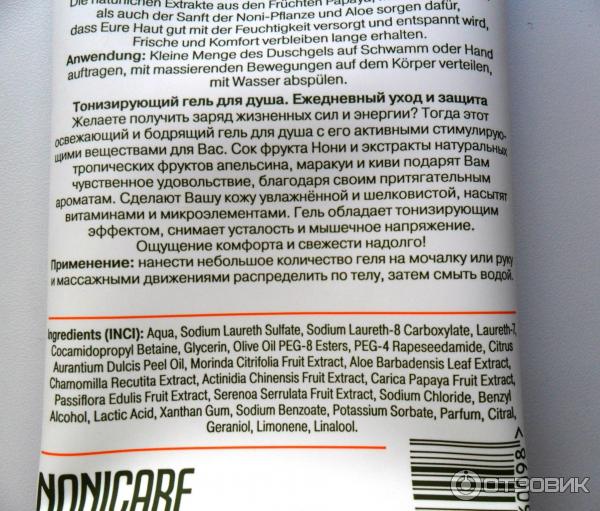 Die natürlichen Extrakte aus den Früchten Papaya,
als auch der Sanft der Noni-Pflanze und Aloe sorgen dafür,
dass Eure Haut gut mit der Feuchtigkeit versorgt und entspannt wird,
Frische und Komfort verbleiben lange erhalten.
Anwendung: Kleine Menge des Duschgels auf Schwamm oder Hand
auftragen, mit massierenden Bewegungen auf dem Körper verteilen,
mit Wasser abspülen.
Тонизирующий гель для душа. Ежедневный уход и защита
Желаете получить заряд жизненных сил и энергии? Тогда этот
освежающий и бодрящий гель для душа с его активными стимулирую-
щими веществами для Вас. Сок фрукта Нони и экстракты натуральных
тропических фруктов апельсина, маракуи и киви подарят Вам
чувственное удовольствие, благодаря своим притягательным
ароматам. Сделают Вашу кожу увлажнённой и шелковистой, насытят
витаминами и микроэлементами. Гель обладает тонизирующим
эффектом, снимает усталость и мышечное напряжение.
Ощущение комфорта и свежести надолго!
Применение: нанести небольшое количество геля на мочалку или руку
и массажными движениями распределить по телу, затем смыть водой.
Ingredients (INCI): Aqua, Sodium Laureth Sulfate, Sodium Laureth-8 Carboxylate, Laureth-7,
Cocamidopropyl Betaine, Glycerin, Olive Oil PEG-8 Esters, PEG-4 Rapeseedamide, Citrus
Aurantium Dulcis Peel Oil, Morinda Citrifolia Fruit Extract, Aloe Barbadensis Leaf Extract,
Chamomilla Recutita Extract, Actinidia Chinensis Fruit Extract, Carica Papaya Fruit Extract,
Passiflora Edulis Fruit Extract, Serenoa Serrulata Fruit Extract, Sodium Chloride, Benzyl
Alcohol, Lactic Acid, Xanthan Gum, Sodium Benzoate, Potassium Sorbate, Parfum, Citral,
Geraniol, Limonene, Linalool.
NONICARE
ОТЗОВИК